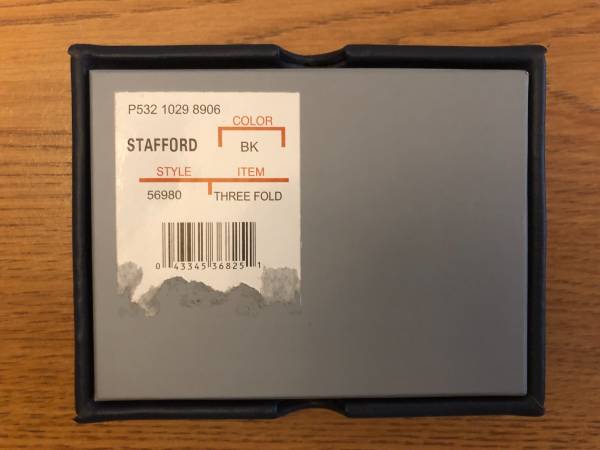 P532 1029 8906
COLOR
STAFFORD BK
STYLE ITEM
56980 THREE FOLD
0 43345 36825 1